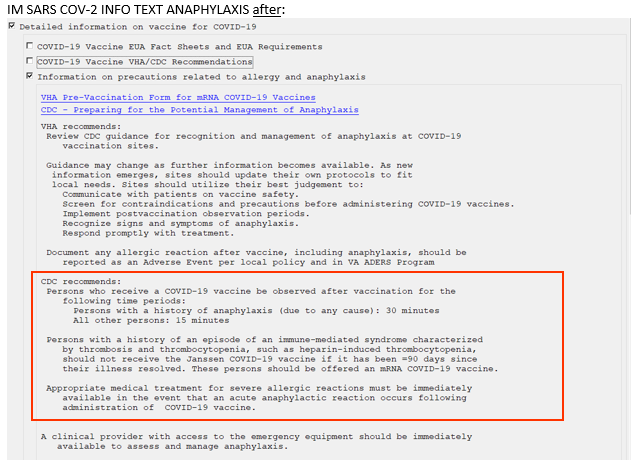 IM SARS COV-2 INFO TEXT ANAPHYLAXIS after:
Detailed information on vaccine for COVID-19
COVID-19 Vaccine EUA Fact Sheets and EUA Requirements
COVID-19 Vaccine VHA/CDC Recommendations
Information on precautions related to allergy and anaphylaxis
VHA Pre-Vaccination Form for mRNA COVID-19 Vaccines
CDC - Preparing for the Potential Management of Anaphylaxis
VHA recommends:
Review CDC guidance for recognition and management of anaphylaxis at COVID-19
vaccination sites.
Guidance may change as further information becomes available. As new
information emerges, sites should update their own protocols to fit
local needs. Sites should utilize their best judgement to:
Communicate with patients on vaccine safety.
Screen for contraindications and precautions before administering COVID-19 vaccines.
Implement postvaccination observation periods.
Recognize signs and symptoms of anaphylaxis.
Respond promptly with treatment.
Document any allergic reaction after vaccine, including anaphylaxis, should be
reported as an Adverse Event per local policy and in VA ADERS Program
CDC recommends:
Persons who receive a COVID-19 vaccine be observed after vaccination for the
following time periods:
Persons with a history of anaphylaxis (due to any cause): 30 minutes
All other persons: 15 minutes
Persons with a history of an episode of an immune-mediated syndrome characterized
by thrombosis and thrombocytopenia, such as heparin-induced thrombocytopenia,
should not receive the Janssen COVID-19 vaccine if it has been =90 days since
their illness resolved. These persons should be offered an mRNA COVID-19 vaccine.
Appropriate medical treatment for severe allergic reactions must be immediately
available in the event that an acute anaphylactic reaction occurs following
administration of  COVID-19 vaccine.
A clinical provider with access to the emergency equipment should be immediately
available to assess and manage anaphylaxis.